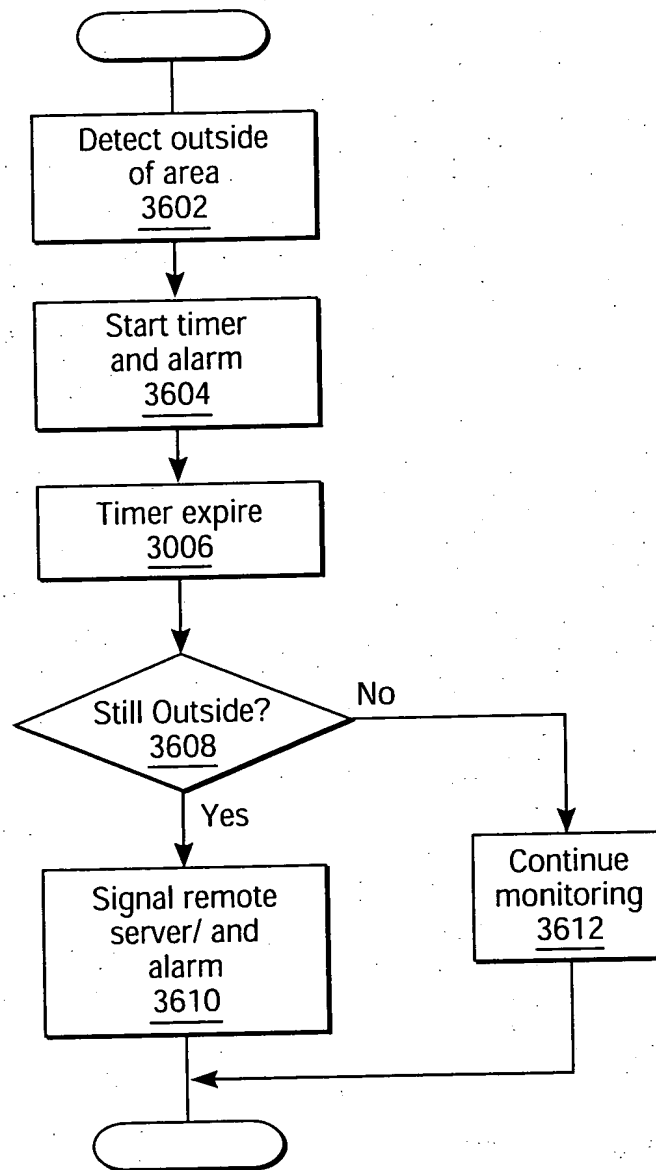 Detect outside
of area
3602
Start timer
and alarm
3604
Timer expire
3006
Still Outside?
3608
No
Yes
Signal remote
server/ and
alarm
3610
Continue
monitoring
3612